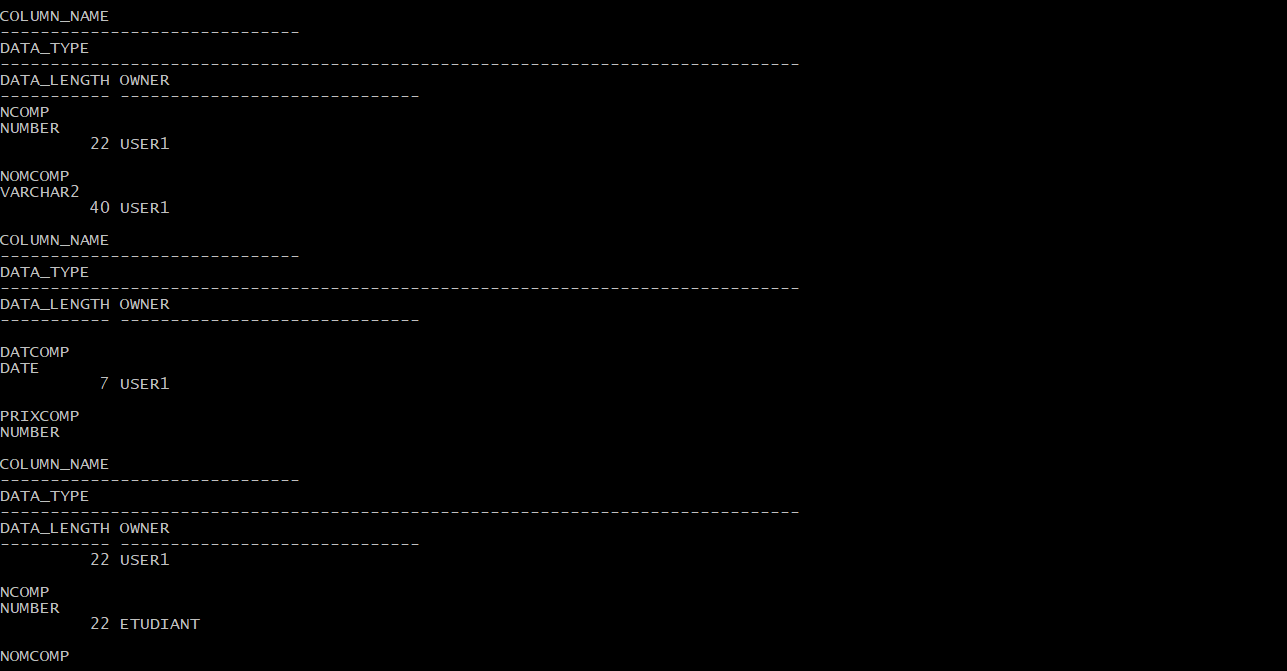 COLUMN_NAME
------------------------------
DATA_TYPE
--------------------------------------------------------------------------------
DATA_LENGTH OWNER
----------- ------------------------------
NCOMP
NUMBER
         22 USER1

NOMCOMP
VARCHAR2
         40 USER1

COLUMN_NAME
------------------------------
DATA_TYPE
--------------------------------------------------------------------------------
DATA_LENGTH OWNER
----------- ------------------------------

DATCOMP
DATE
          7 USER1

PRIXCOMP
NUMBER

COLUMN_NAME
------------------------------
DATA_TYPE
--------------------------------------------------------------------------------
DATA_LENGTH OWNER
----------- ------------------------------
         22 USER1

NCOMP
NUMBER
         22 ETUDIANT

NOMCOMP